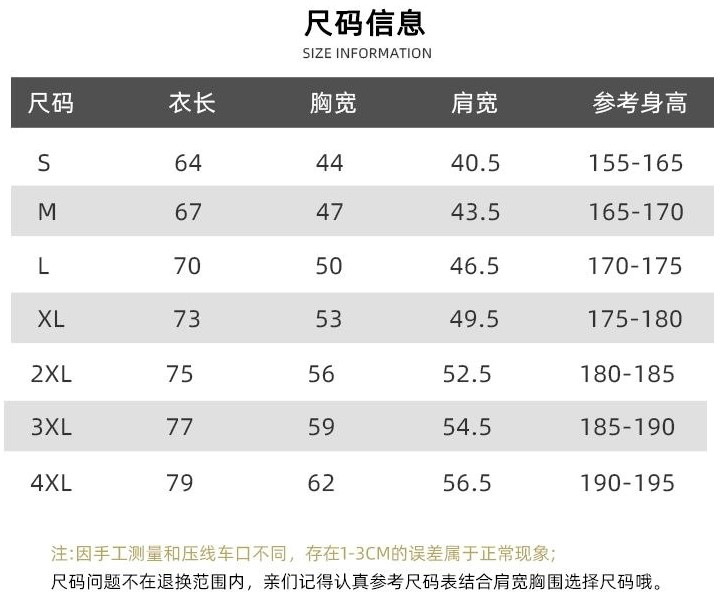 尺码信息
SIZE INFORMATION
尺码 衣长 胸宽 肩宽 参考身高
S 64 44 40.5 155-165
M 67 47 43.5 165-170
L 70 50 46.5 170-175
XL 73 53 49.5 175-180
2XL 75 56 52.5 180-185
3XL 77 59 54.5 185-190
4XL 79 62 56.5 190-195
注:因手工测量和压线车口不同，存在1-3CM的误差属于正常现象;
尺码问题不在退换范围内，亲们记得认真参考尺码表结合肩宽胸围选择尺码哦。